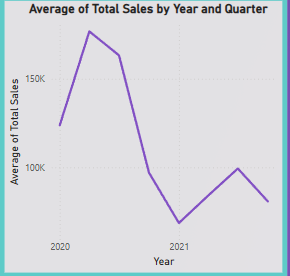 Average of Total Sales by Year and Quarter
Average of Total Sales
150K
100K
2020 2021
Year